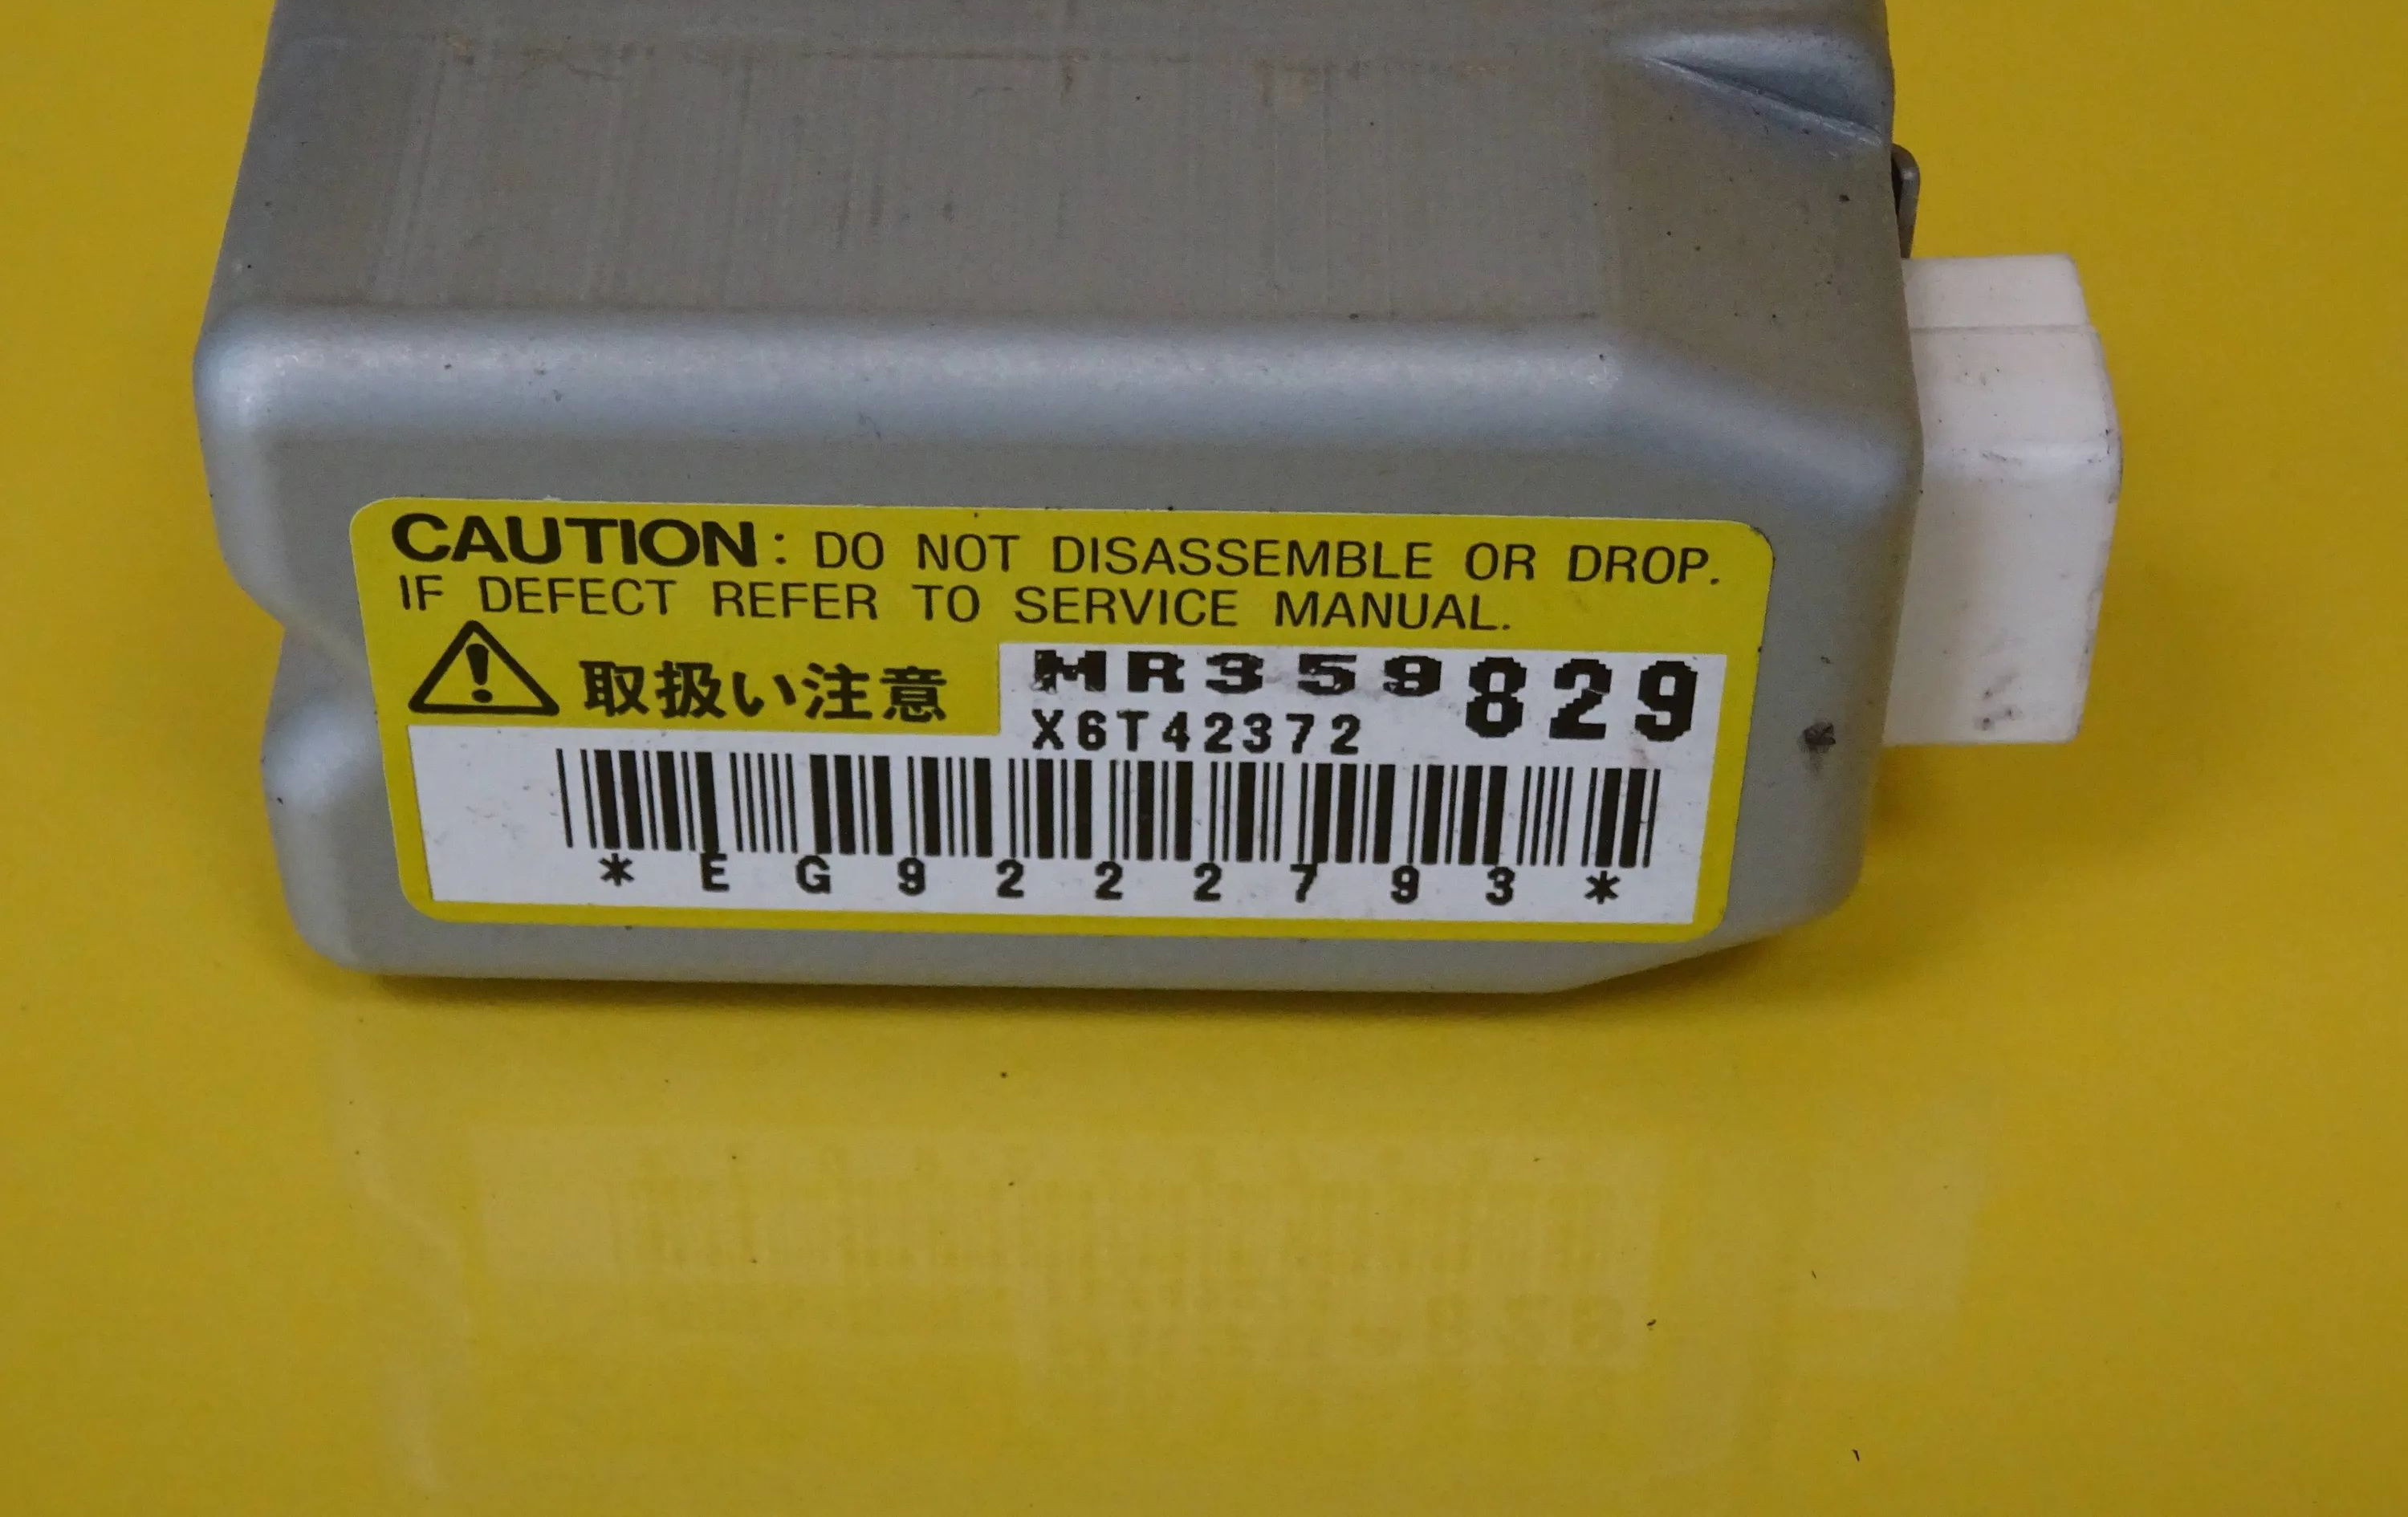 CAUTION: DO NOT DISASSEMBLE OR DROP.
IF DEFECT REFER TO SERVICE MANUAL.
取扱い注意
MR359829
X6T42372
*EG9222793*